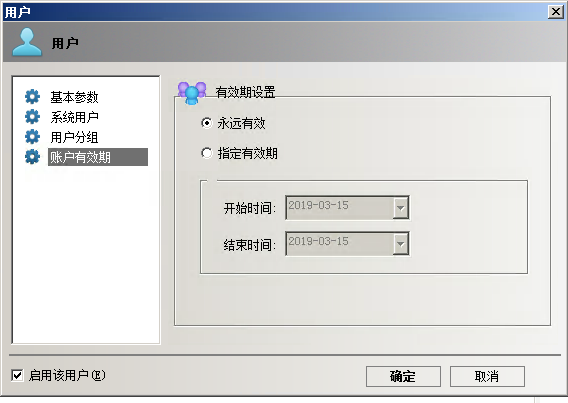 用户
用户
基本参数
系统用户
用户分组
账户有效期
有效期设置
永远有效
指定有效期
开始时间: 2019-03-15
结束时间: 2019-03-15
启用该用户(E)
确定
取消